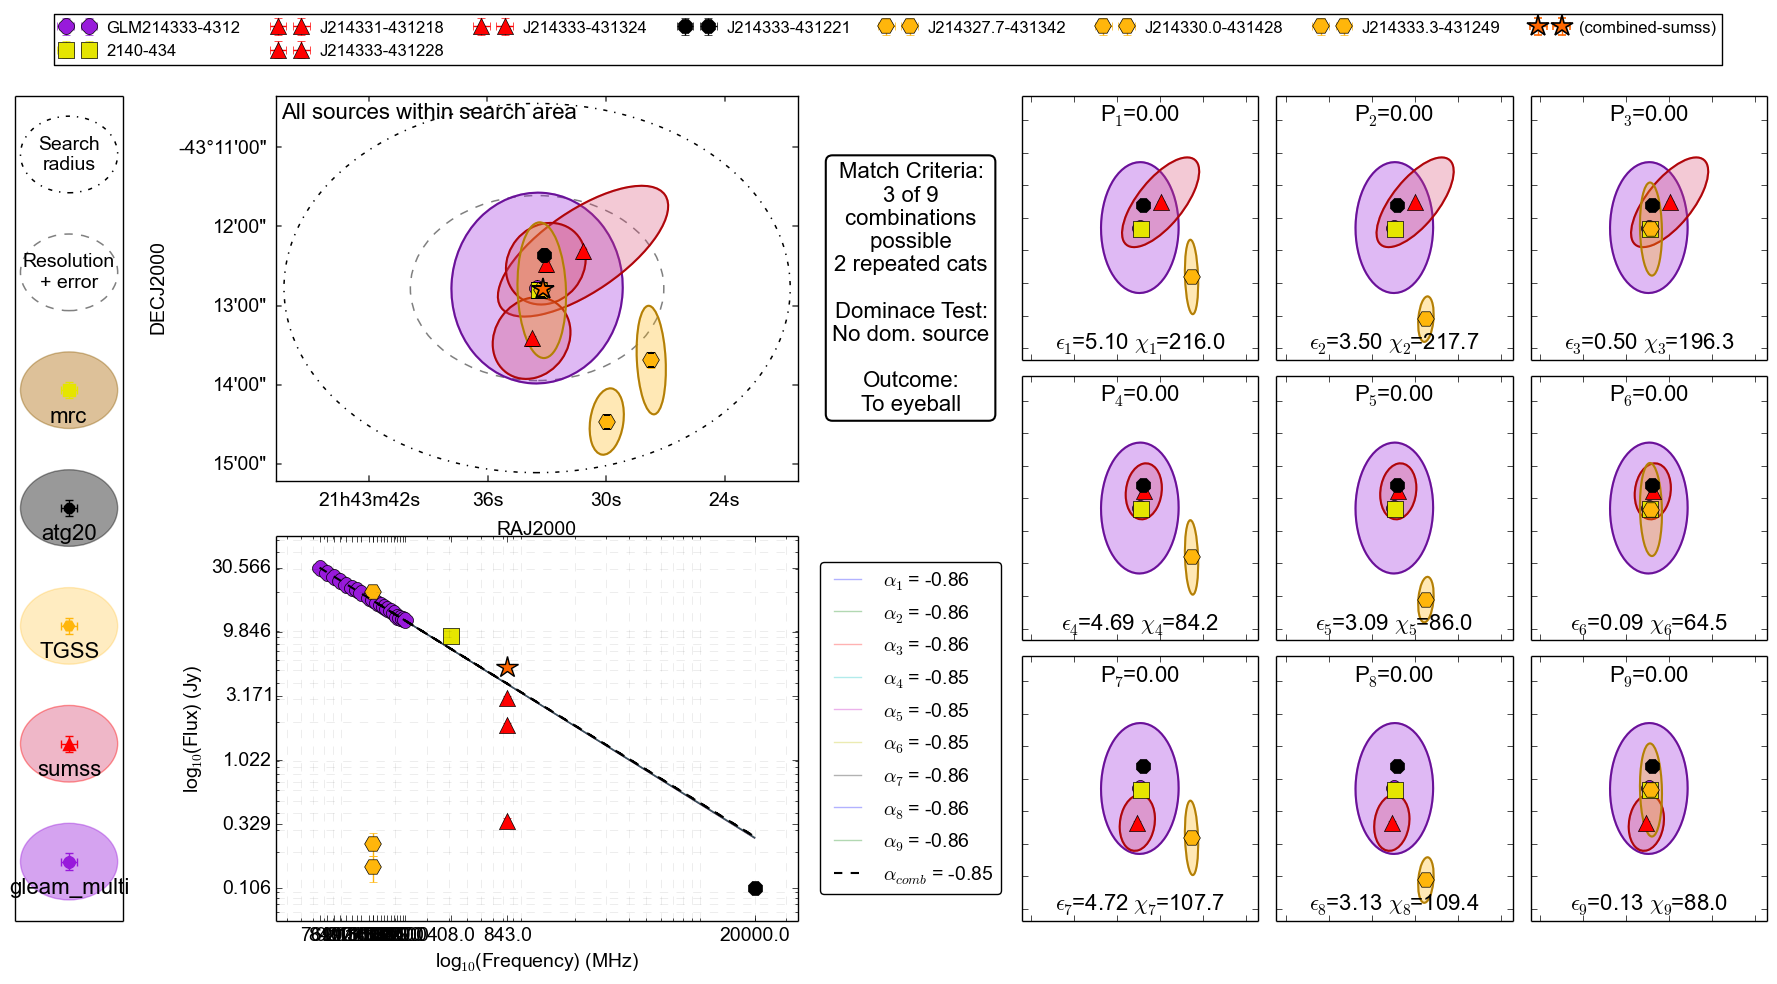 GLM214333-4312
J214331-431218
J214333-431324
J214333-431221
J214327.7-431342
J214330.0-431428
J214333.3-431249
(combined-sumss)
2140-434
J214333-431228
Search
radius
Resolution
+ error
mrc
atg20
TGSS
sumss
gleam_multi
All sources within search area
-43°11'00"
12'00"
13'00"
14'00"
15'00"
DECJ2000
21h43m42s
36s
30s
24s
RAJ2000
Match Criteria:
3 of 9
combinations
possible
2 repeated cats
Dominace Test:
No dom. source
Outcome:
To eyeball
30.566
9.846
3.171
1.022
0.329
0.106
log₁₀(Flux) (Jy)
408.0
843.0
20000.0
log₁₀(Frequency) (MHz)
α₁ = -0.86
α₂ = -0.86
α₃ = -0.86
α₄ = -0.85
α₅ = -0.85
α₆ = -0.85
α₇ = -0.86
α₈ = -0.86
α₉ = -0.86
α_comb = -0.85
P₁=0.00
ϵ₁=5.10 χ₁=216.0
P₂=0.00
ϵ₂=3.50 χ₂=217.7
P₃=0.00
ϵ₃=0.50 χ₃=196.3
P₄=0.00
ϵ₄=4.69 χ₄=84.2
P₅=0.00
ϵ₅=3.09 χ₅=86.0
P₆=0.00
ϵ₆=0.09 χ₆=64.5
P₇=0.00
ϵ₇=4.72 χ₇=107.7
P₈=0.00
ϵ₈=3.13 χ₈=109.4
P₉=0.00
ϵ₉=0.13 χ₉=88.0